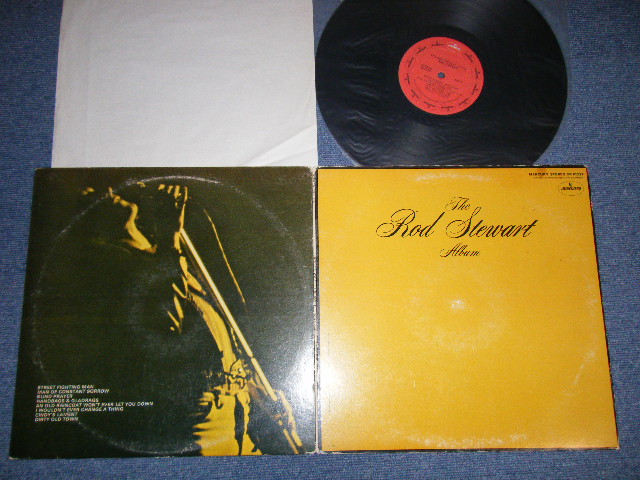 STREET FIGHTING MAN
MAN OF CONSTANT SORROW
BLIND PRAYER
HANDBAGS & GLADRAGS
AN OLD RAINCOAT WON'T EVER LET YOU DOWN
I WOULDN'T EVER CHANGE A THING
CINDY'S LAMENT
DIRTY OLD TOWN
The
Rod Stewart
Album
MERCURY STEREO